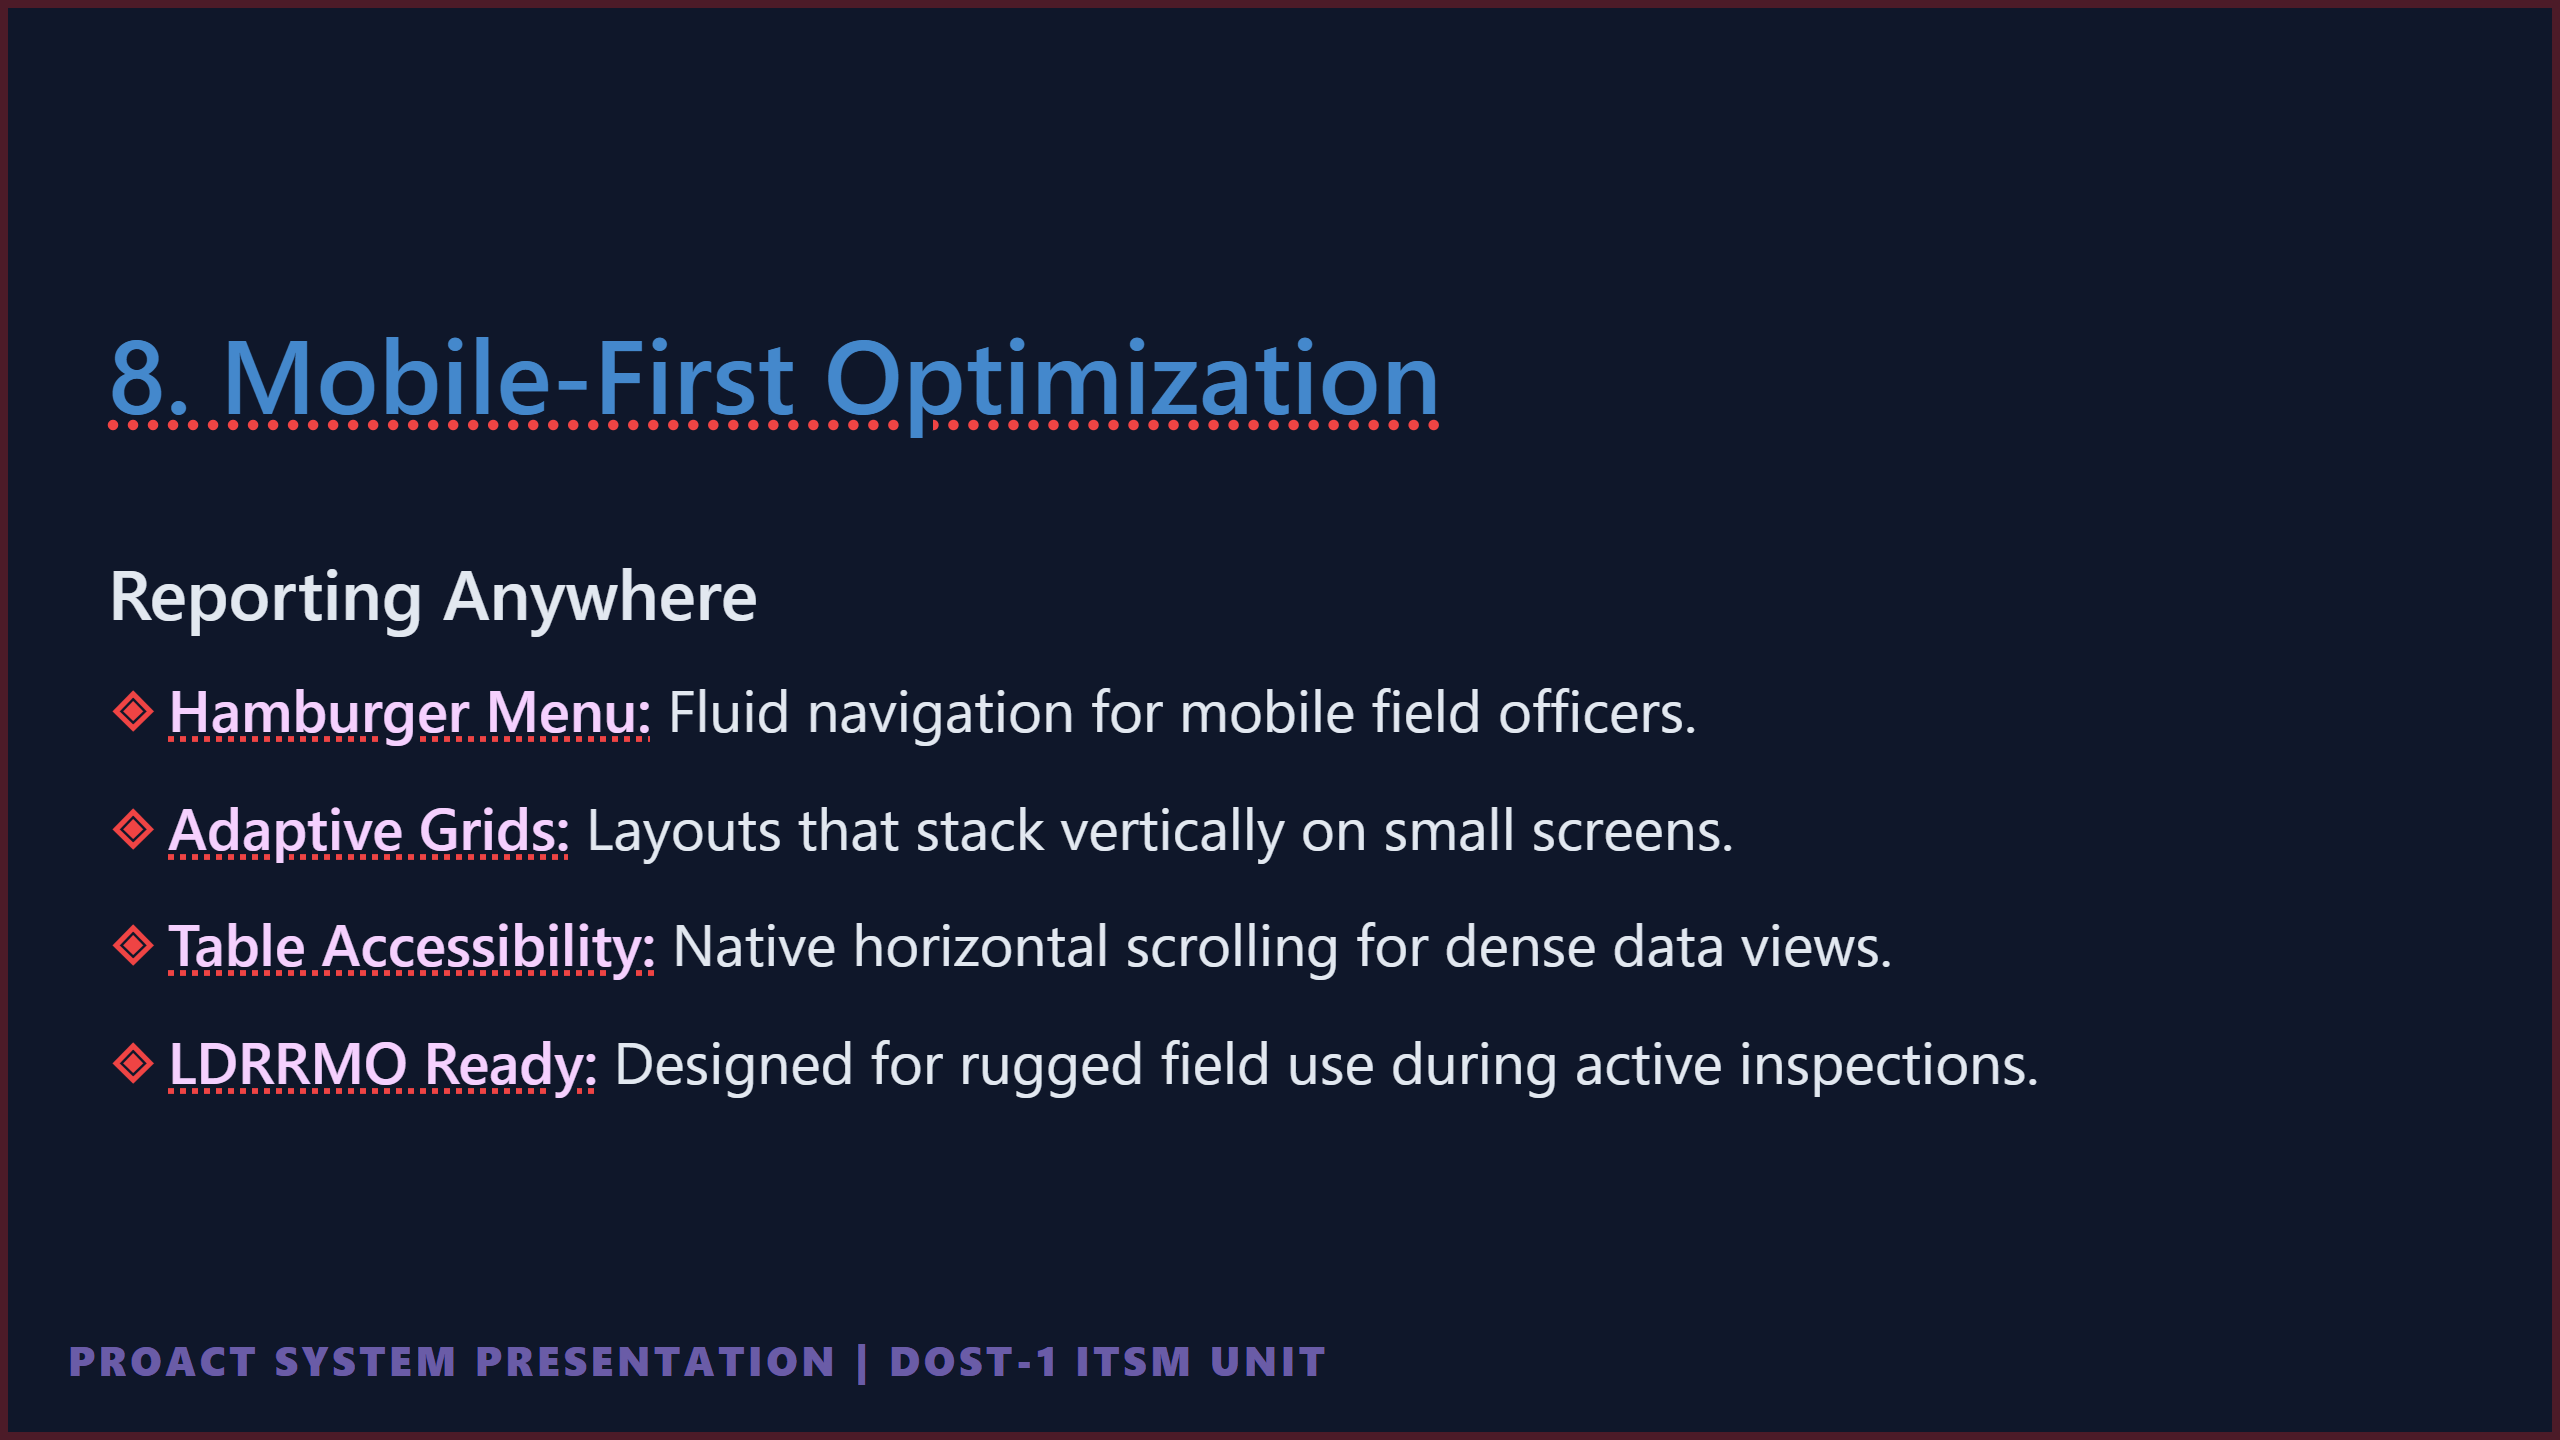 8. Mobile-First Optimization
Reporting Anywhere
Hamburger Menu: Fluid navigation for mobile field officers.
Adaptive Grids: Layouts that stack vertically on small screens.
Table Accessibility: Native horizontal scrolling for dense data views.
LDRRMO Ready: Designed for rugged field use during active inspections.
PROACT SYSTEM PRESENTATION | DOST-1 ITSM UNIT